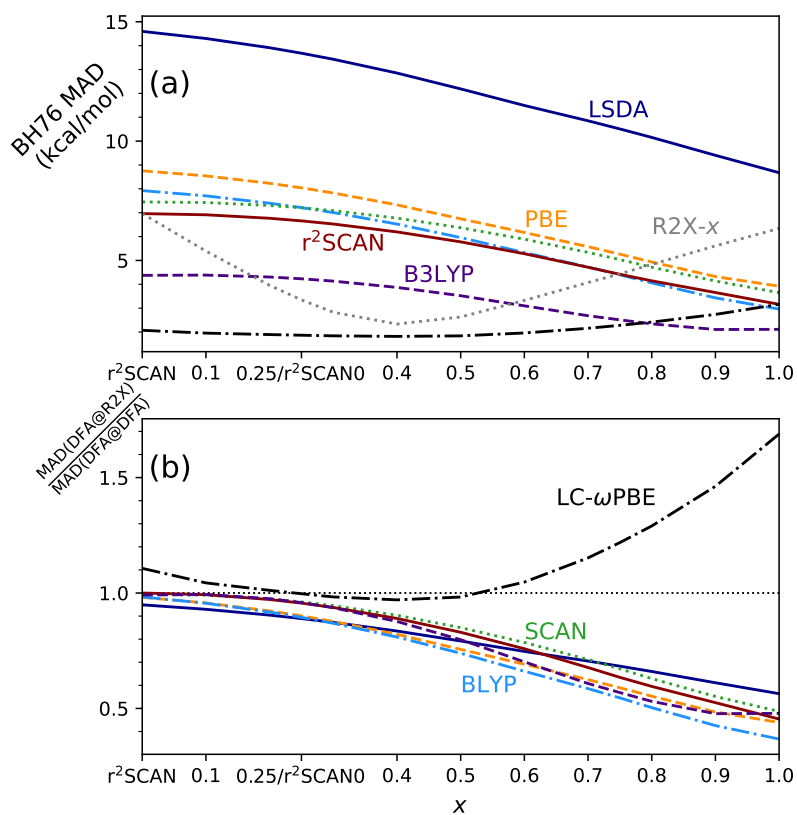 15
(a)
BH76 MAD
(kcal/mol)
LSDA
10
PBE
R2X-x
r²SCAN
5
B3LYP
r²SCAN 0.1 0.25/r²SCAN0 0.4 0.5 0.6 0.7 0.8 0.9 1.0
MAD(DFA@R2X)
MAD(DFA@DFA)
(b)
1.5
LC-ωPBE
1.0
SCAN
BLYP
0.5
r²SCAN 0.1 0.25/r²SCAN0 0.4 0.5 0.6 0.7 0.8 0.9 1.0
x